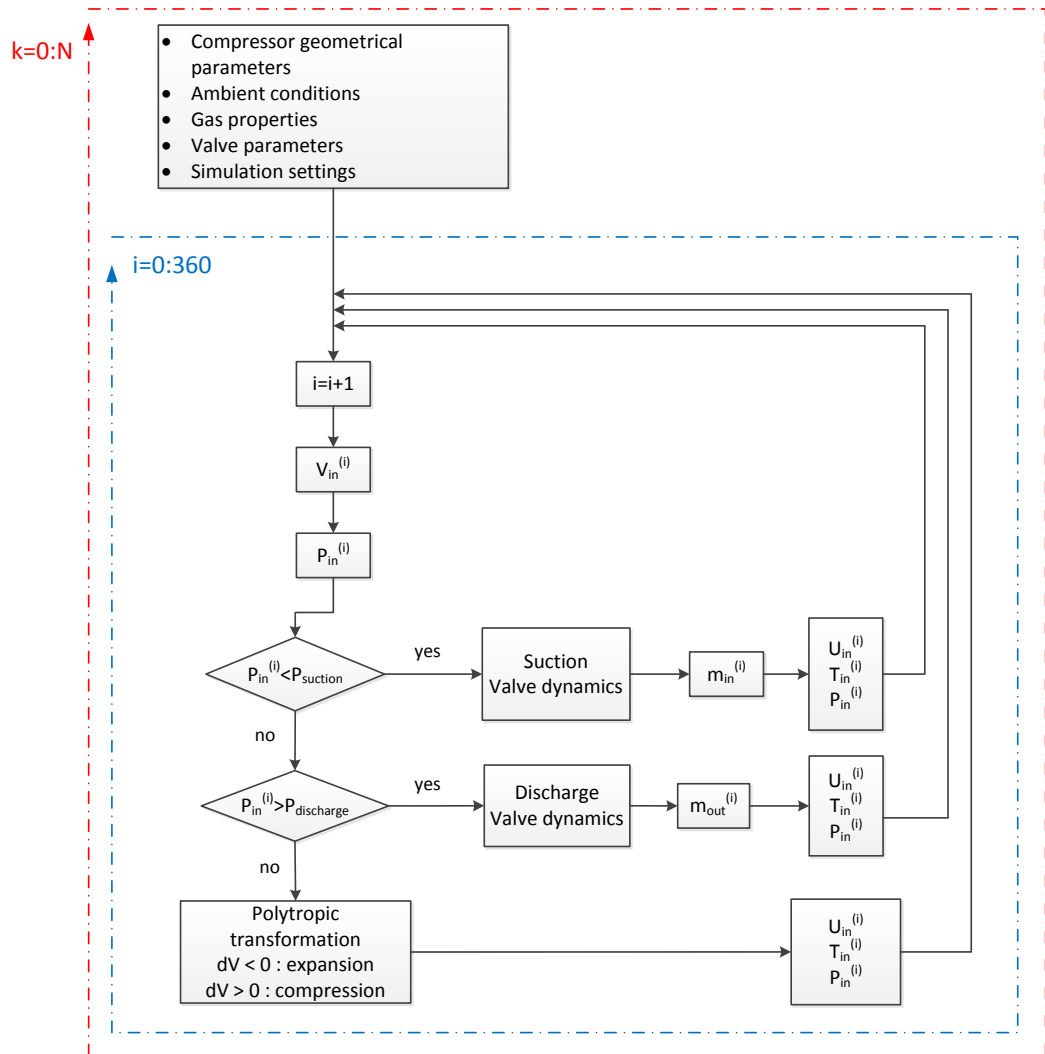 k=0:N
• Compressor geometrical
parameters
• Ambient conditions
• Gas properties
• Valve parameters
• Simulation settings
i=0:360
i=i+1
V_in^(i)
P_in^(i)
P_in^(i)<P_suction
yes
Suction
Valve dynamics
m_in^(i)
U_in^(i)
T_in^(i)
P_in^(i)
no
P_in^(i)>P_discharge
yes
Discharge
Valve dynamics
m_out^(i)
U_in^(i)
T_in^(i)
P_in^(i)
no
Polytropic
transformation
dV < 0 : expansion
dV > 0 : compression
U_in^(i)
T_in^(i)
P_in^(i)